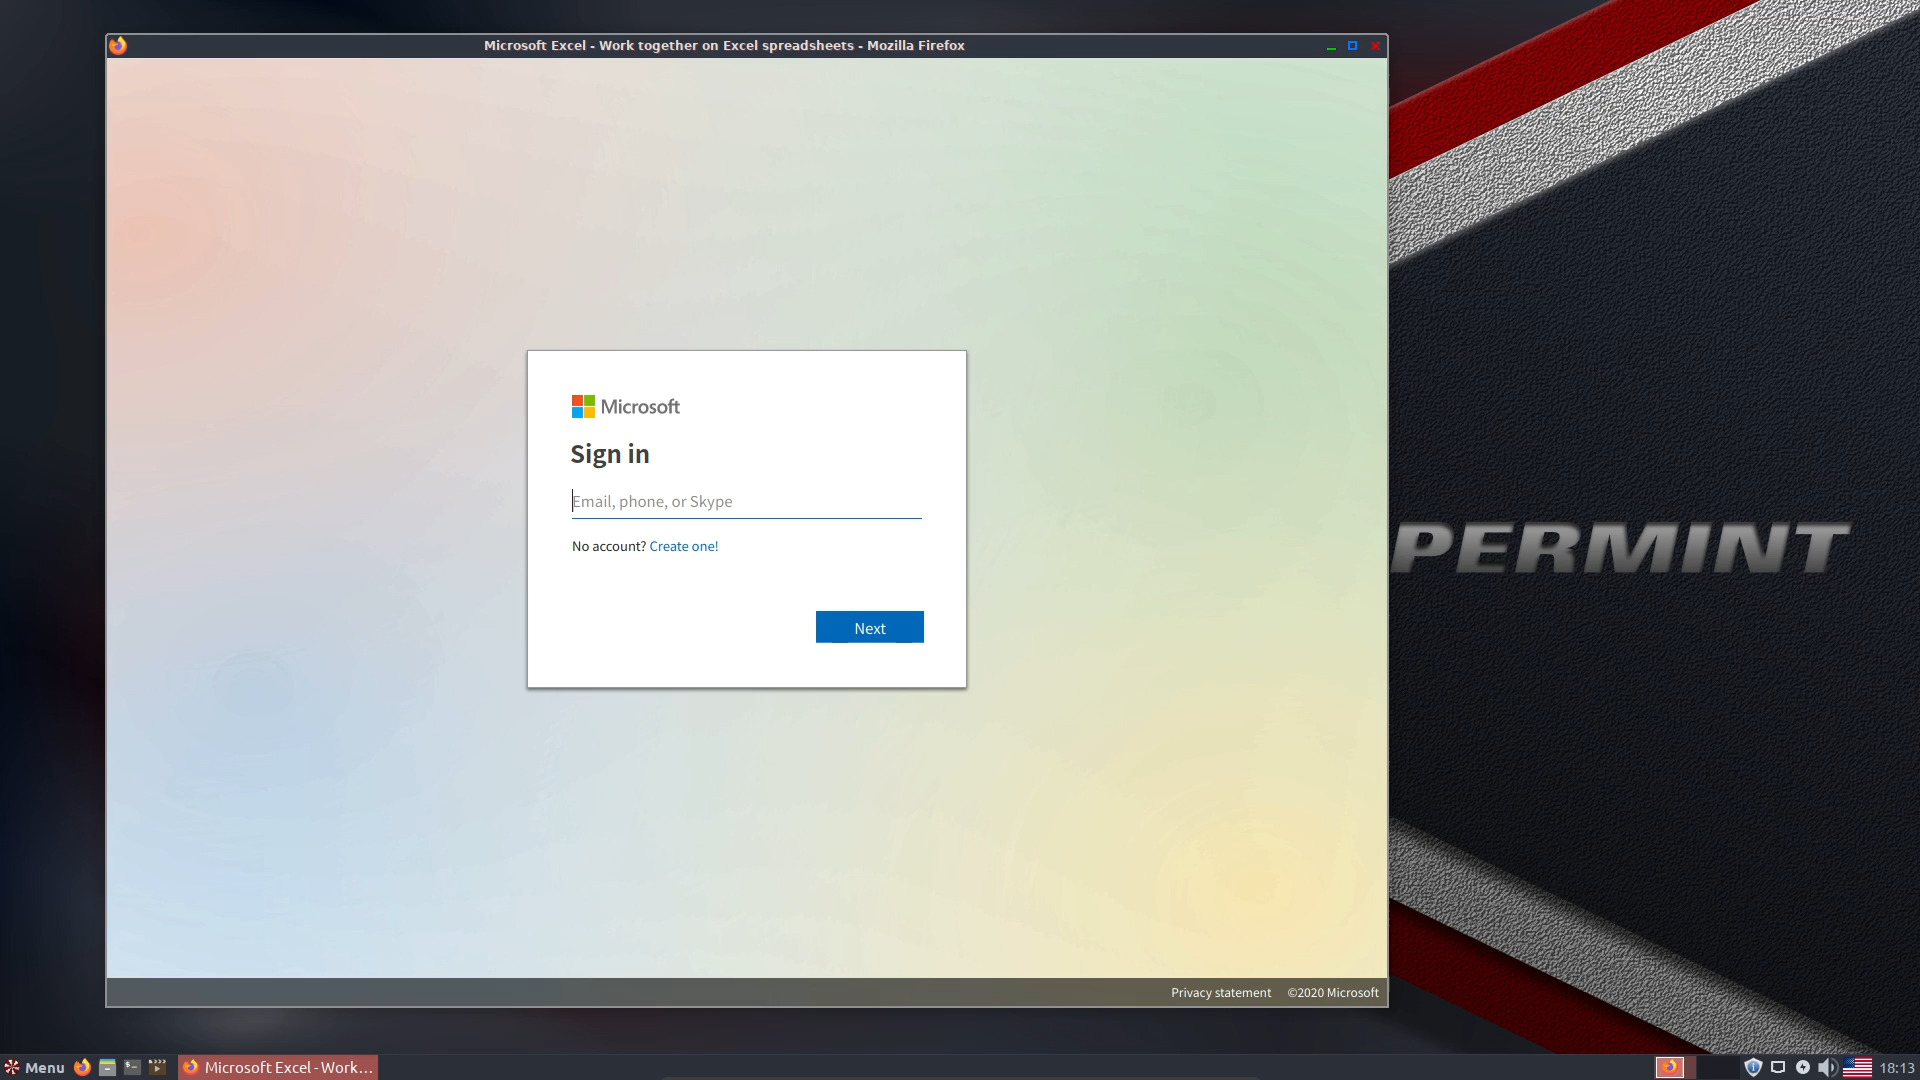 Microsoft Excel - Work together on Excel spreadsheets - Mozilla Firefox
Microsoft
Sign in
Email, phone, or Skype
No account? Create one!
Next
PERMINT
Privacy statement ©2020 Microsoft
Menu
Microsoft Excel - Work...
18:13